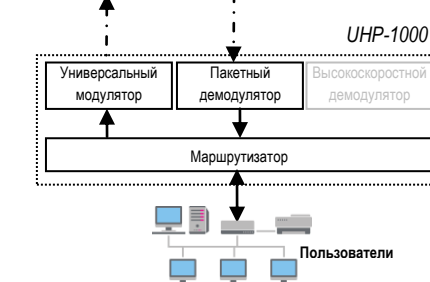 UHP-1000
Универсальный
модулятор
Пакетный
демодулятор
Высокоскоростной
демодулятор
Маршрутизатор
Пользователи